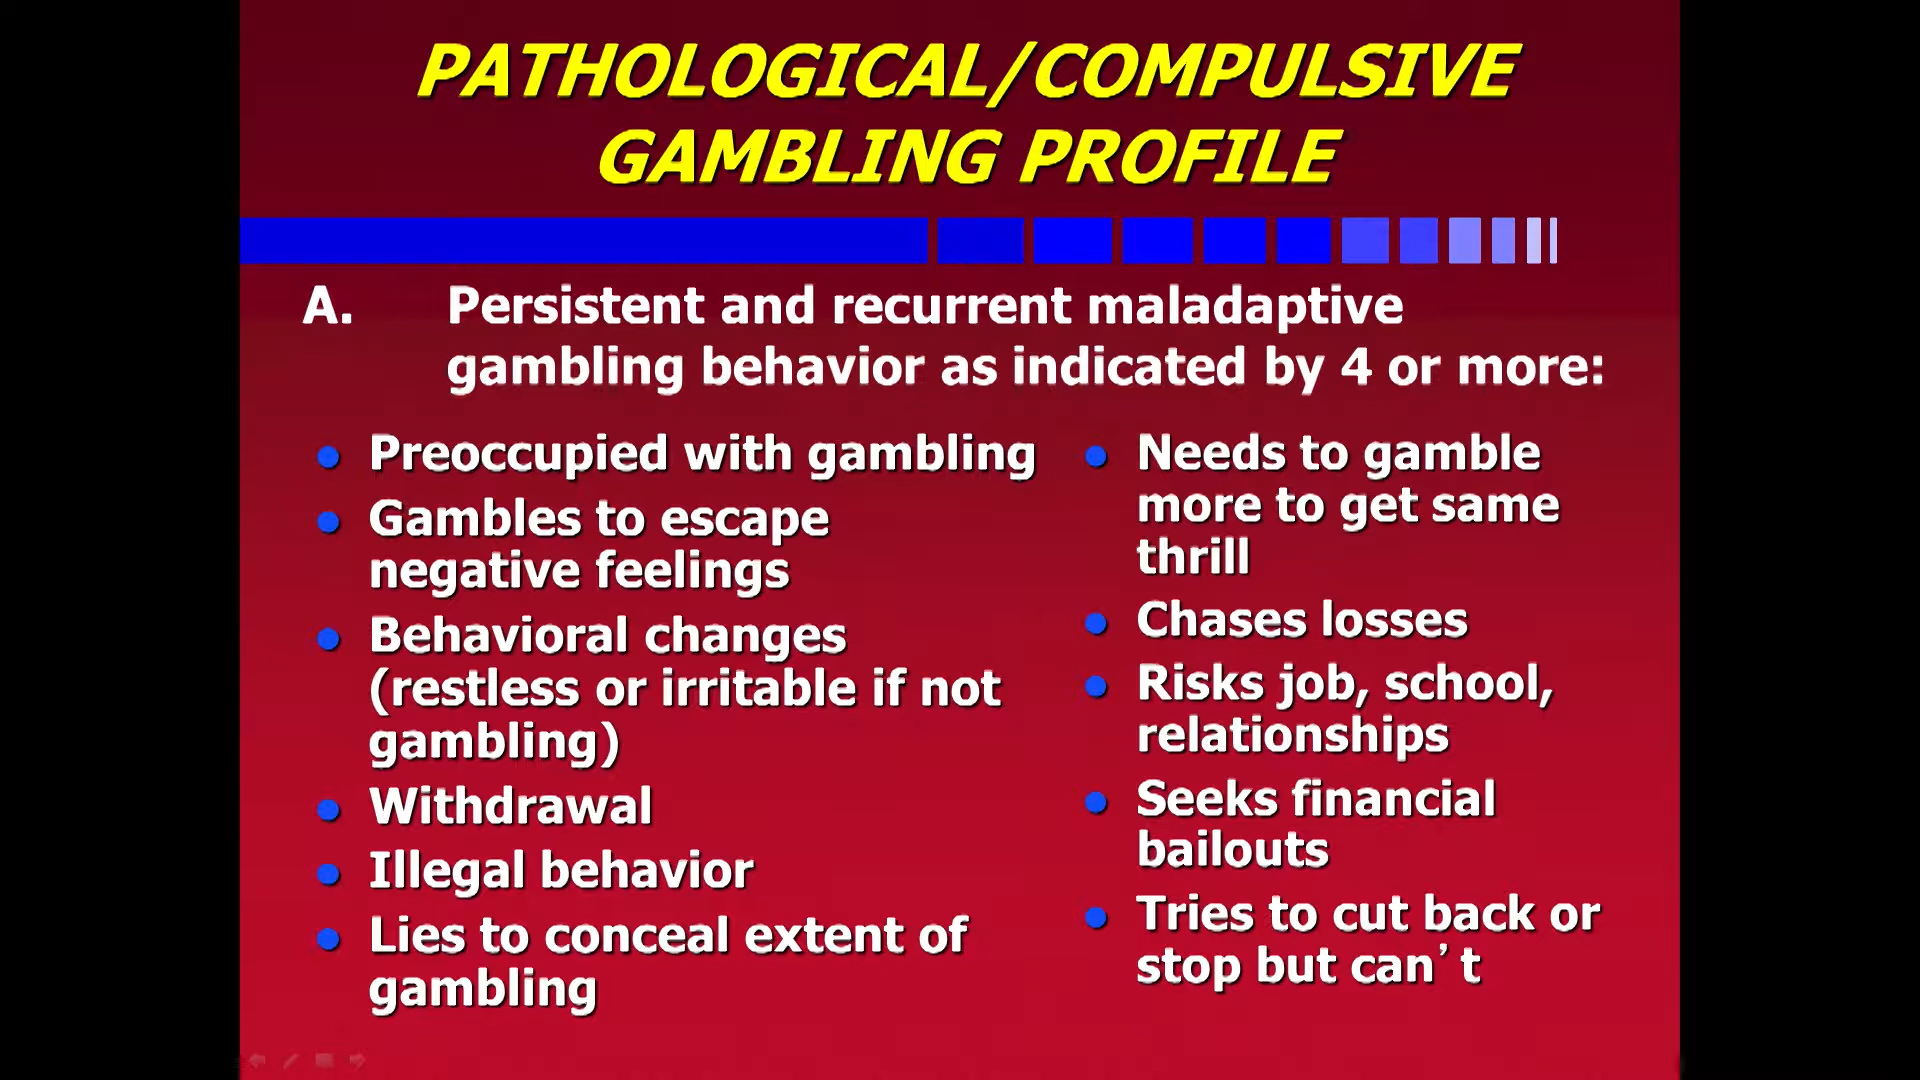 PATHOLOGICAL/COMPULSIVE
GAMBLING PROFILE
A. Persistent and recurrent maladaptive
gambling behavior as indicated by 4 or more:
Preoccupied with gambling
Gambles to escape
negative feelings
Behavioral changes
(restless or irritable if not
gambling)
Withdrawal
Illegal behavior
Lies to conceal extent of
gambling
Needs to gamble
more to get same
thrill
Chases losses
Risks job, school,
relationships
Seeks financial
bailouts
Tries to cut back or
stop but can’t